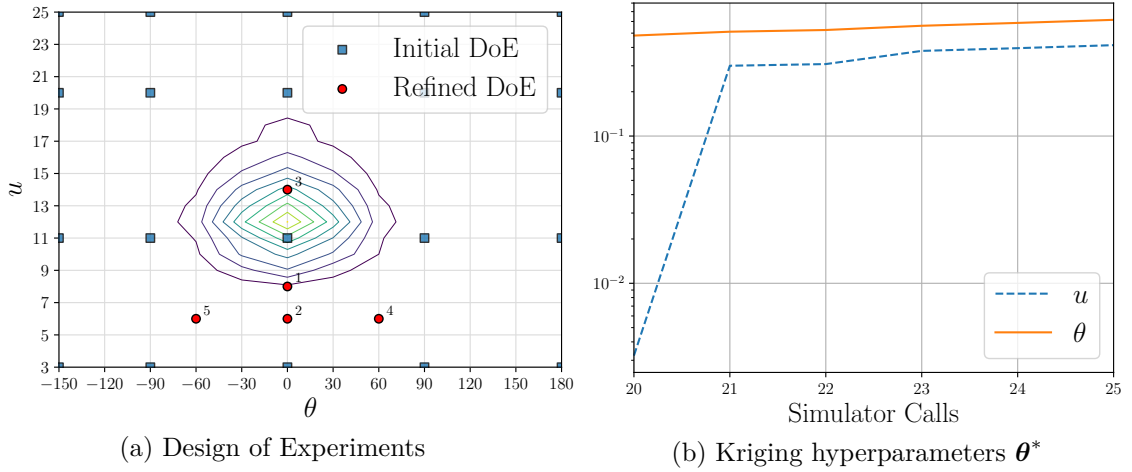 25
23
21
19
17
15
13
11
9
7
5
3
u
Initial DoE
Refined DoE
3
1
5
2
4
−150 −120 −90 −60 −30 0 30 60 90 120 150 180
θ
(a) Design of Experiments
10⁻¹
10⁻²
u
θ
20 21 22 23 24 25
Simulator Calls
(b) Kriging hyperparameters θ*